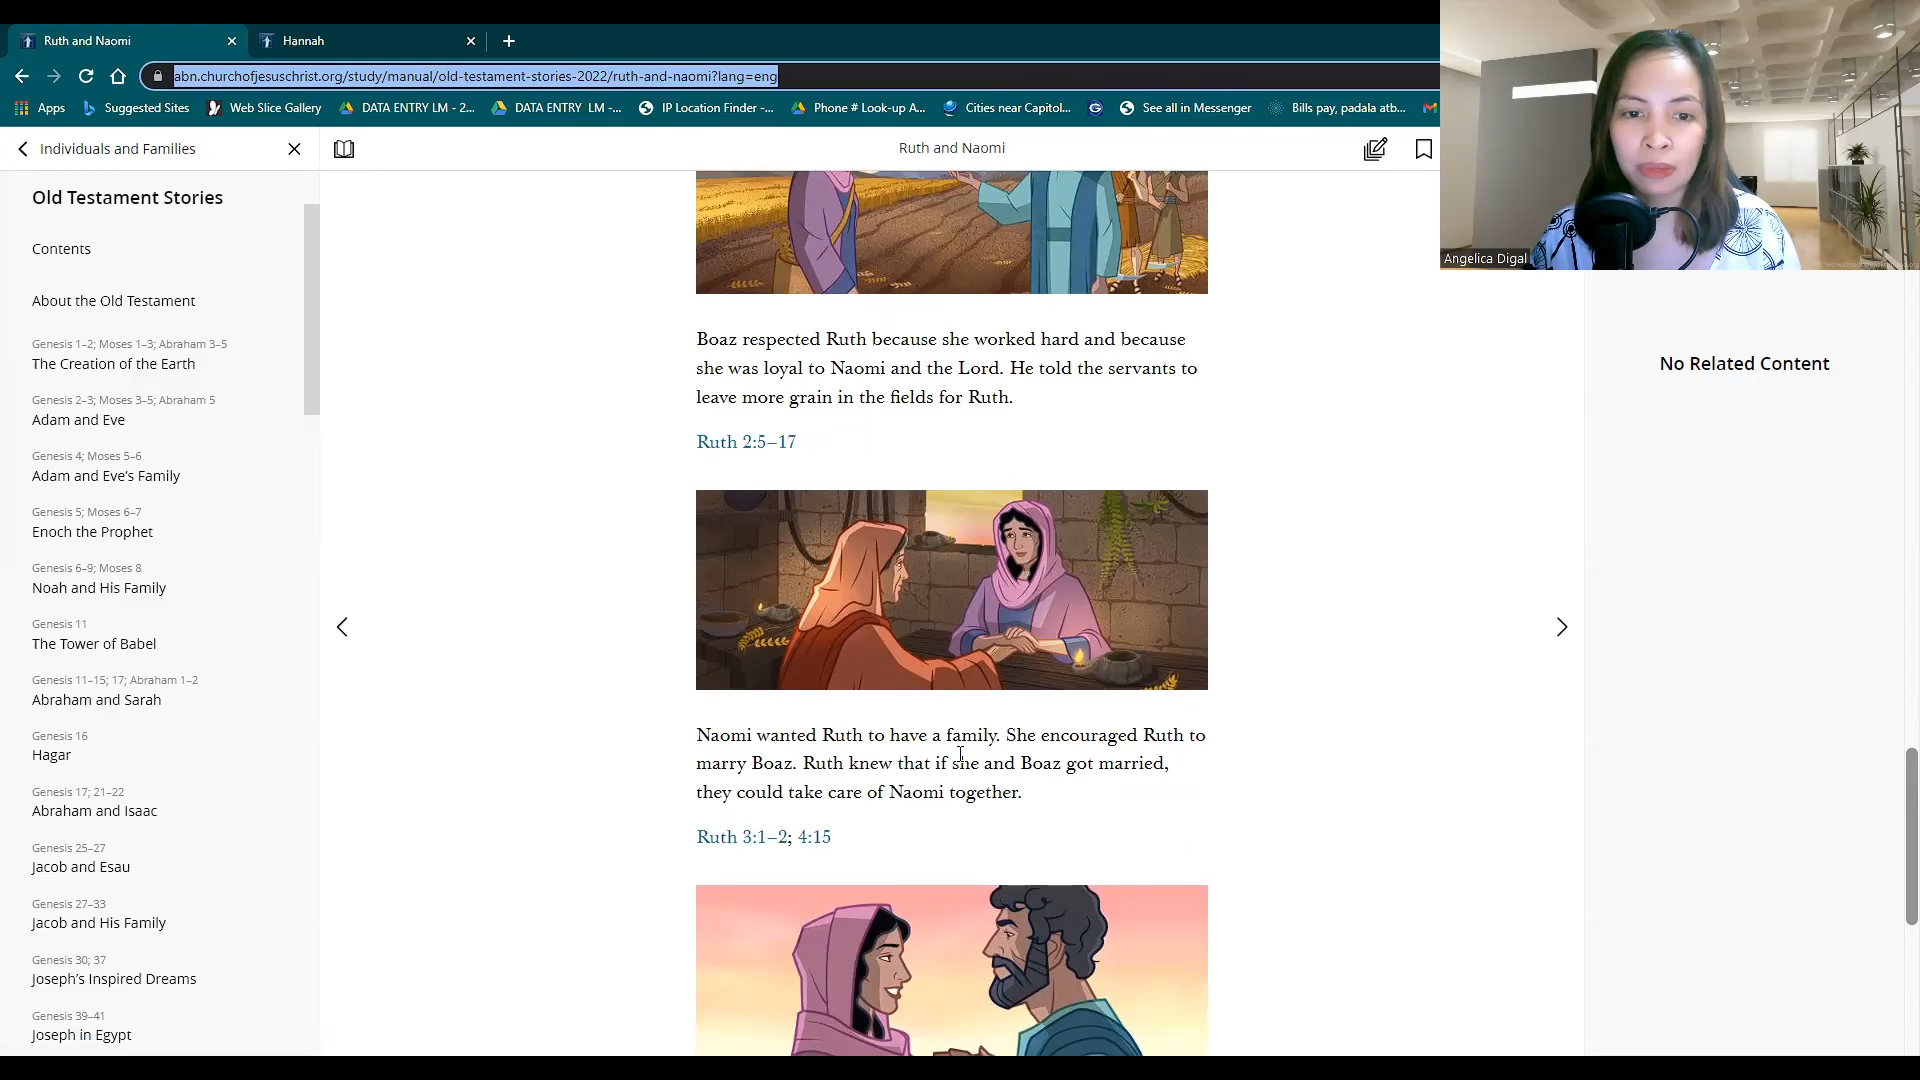 Ruth and Naomi
Hannah
abn.churchofjesuschrist.org/study/manual/old-testament-stories-2022/ruth-and-naomi?lang=eng
Apps
Suggested Sites
Web Slice Gallery
DATA ENTRY LM - 2...
DATA ENTRY LM -...
IP Location Finder -...
Phone # Look-up A...
Cities near Capitol...
See all in Messenger
Bills pay, padala atb...
Individuals and Families
Ruth and Naomi
Angelica Digal
Old Testament Stories
Contents
About the Old Testament
Genesis 1–2; Moses 1–3; Abraham 3–5
The Creation of the Earth
Genesis 2–3; Moses 3–5; Abraham 5
Adam and Eve
Genesis 4; Moses 5–6
Adam and Eve's Family
Genesis 5; Moses 6–7
Enoch the Prophet
Genesis 6–9; Moses 8
Noah and His Family
Genesis 11
The Tower of Babel
Genesis 11–15; 17; Abraham 1–2
Abraham and Sarah
Genesis 16
Hagar
Genesis 17; 21–22
Abraham and Isaac
Genesis 25–27
Jacob and Esau
Genesis 27–33
Jacob and His Family
Genesis 30; 37
Joseph's Inspired Dreams
Genesis 39–41
Joseph in Egypt
Boaz respected Ruth because she worked hard and because
she was loyal to Naomi and the Lord. He told the servants to
leave more grain in the fields for Ruth.
Ruth 2:5–17
Naomi wanted Ruth to have a family. She encouraged Ruth to
marry Boaz. Ruth knew that if she and Boaz got married,
they could take care of Naomi together.
Ruth 3:1–2; 4:15
No Related Content